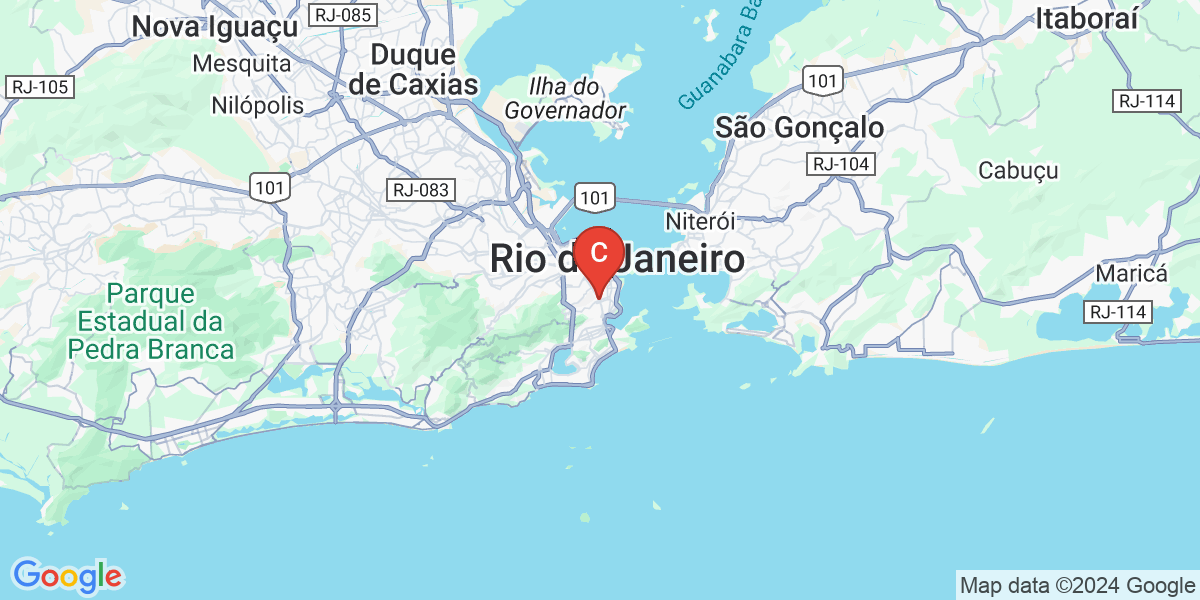 RJ-085
Itaboraí
Nova Iguaçu
Duque
de Caxias
Mesquita
RJ-105
Ilha do
Governador
Guanabara Ba
101
RJ-114
Nilópolis
São Gonçalo
RJ-104
Cabuçu
101
RJ-083
101
Niterói
Rio d
C
Janeiro
Maricá
RJ-114
Parque
Estadual da
Pedra Branca
Google
Map data ©2024 Google